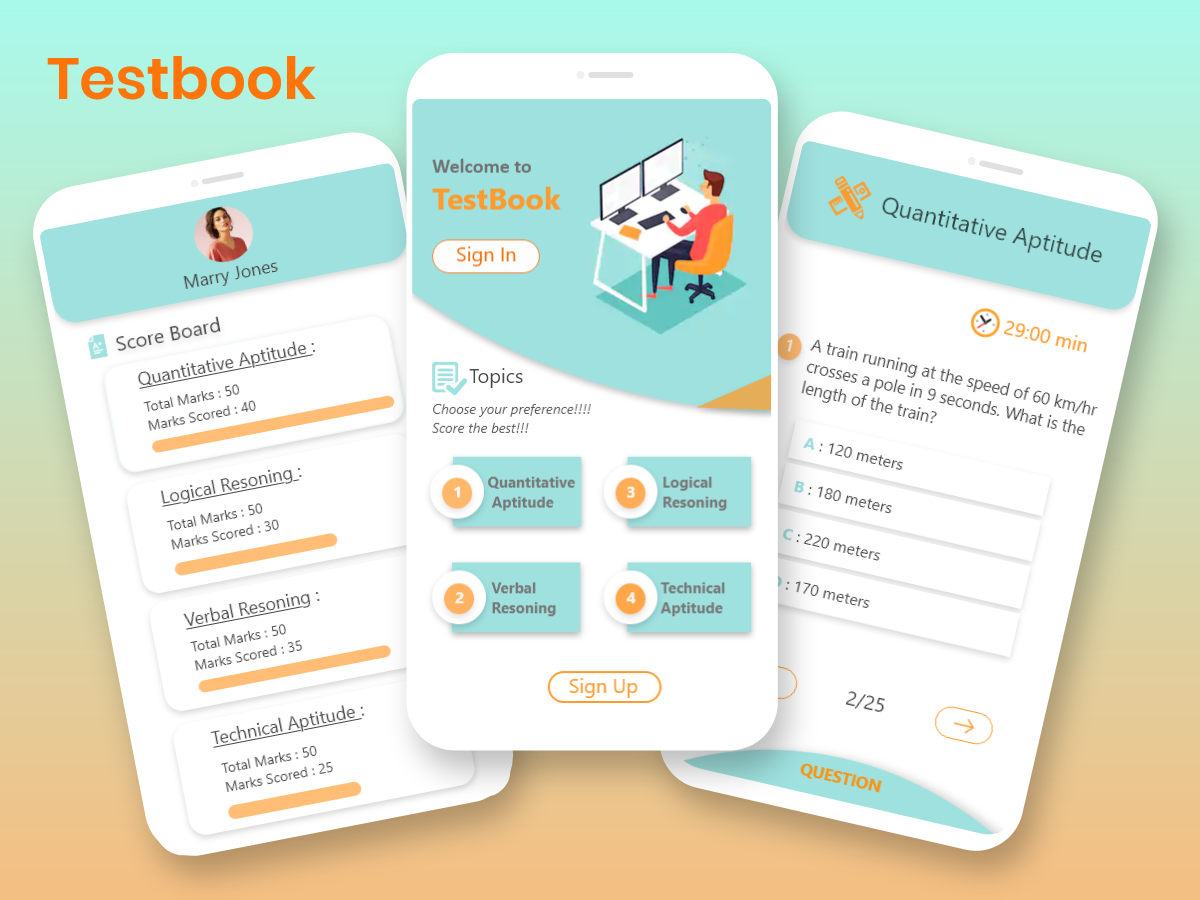 Testbook
Marry Jones
Score Board
Quantitative Aptitude :
Total Marks : 50
Marks Scored : 40
Logical Resoning :
Total Marks : 50
Marks Scored : 30
Verbal Resoning :
Total Marks : 50
Marks Scored : 35
Technical Aptitude :
Total Marks : 50
Marks Scored : 25
Welcome to
TestBook
Sign In
Topics
Choose your preference!!!!
Score the best!!!
1
Quantitative
Aptitude
3
Logical
Resoning
2
Verbal
Resoning
4
Technical
Aptitude
Sign Up
Quantitative Aptitude
29:00 min
1 A train running at the speed of 60 km/hr
crosses a pole in 9 seconds. What is the
length of the train?
A : 120 meters
B : 180 meters
C : 220 meters
D : 170 meters
2/25
QUESTION